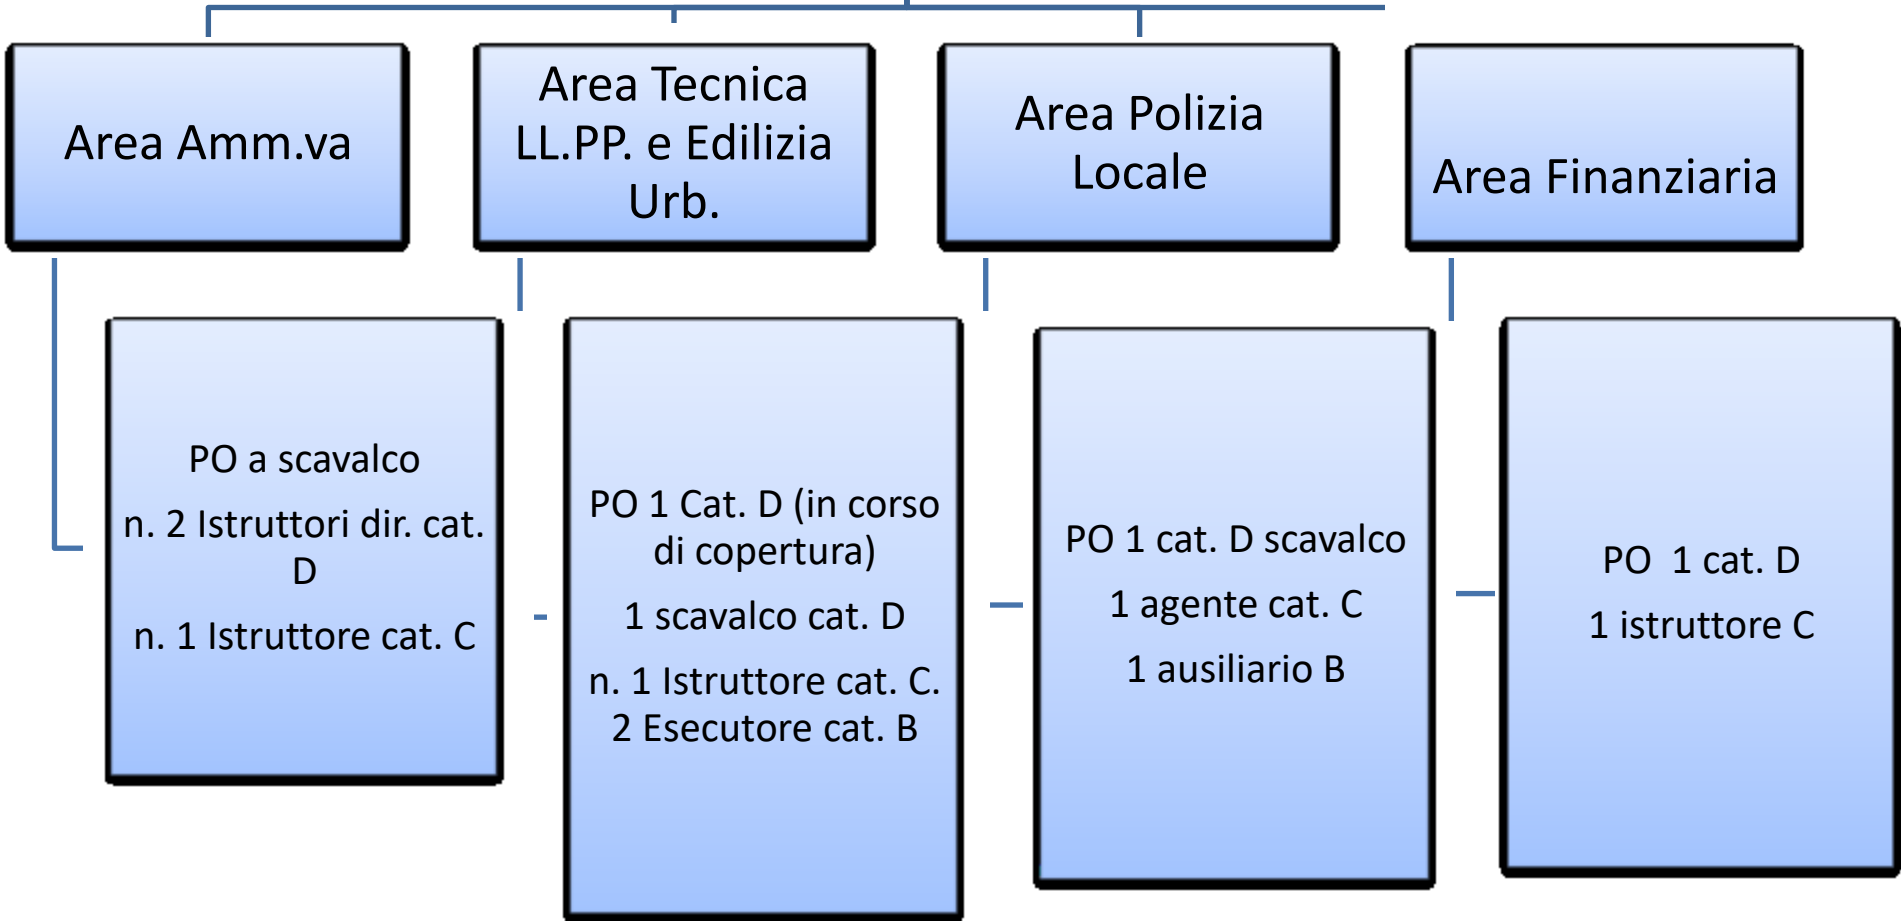 Area Amm.va
Area Tecnica
LL.PP. e Edilizia
Urb.
Area Polizia
Locale
Area Finanziaria
PO a scavalco
n. 2 Istruttori dir. cat.
D
n. 1 Istruttore cat. C
PO 1 Cat. D (in corso
di copertura)
1 scavalco cat. D
n. 1 Istruttore cat. C.
2 Esecutore cat. B
PO 1 cat. D scavalco
1 agente cat. C
1 ausiliario B
PO  1 cat. D
1 istruttore C